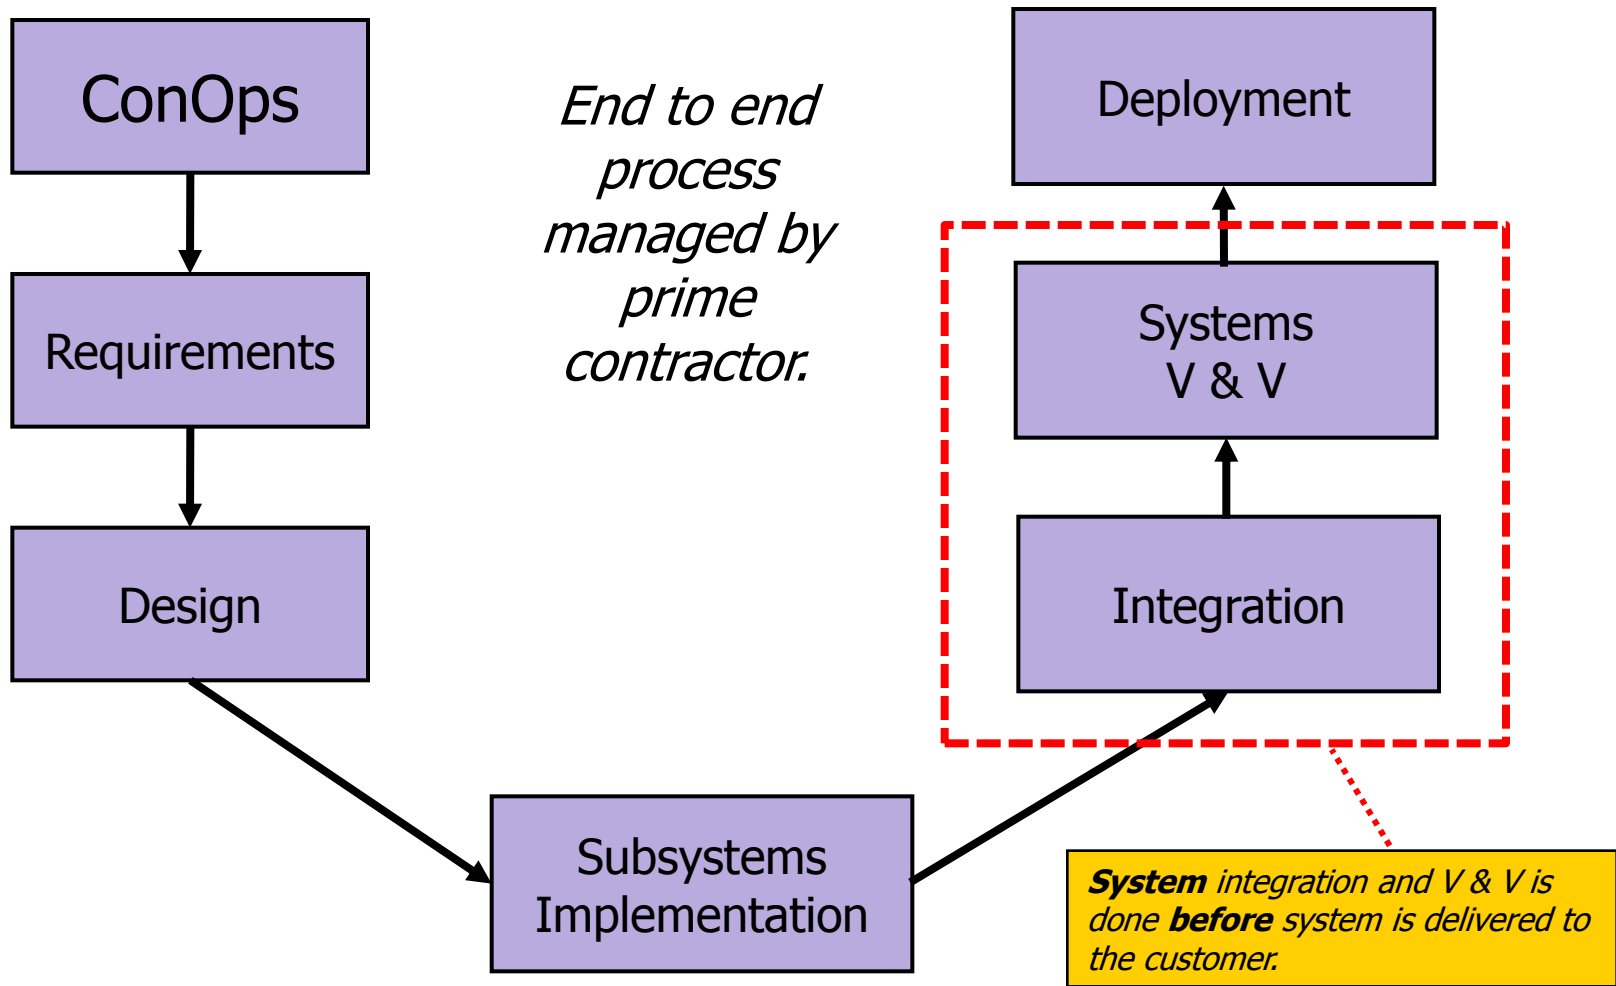 ConOps
Requirements
Design
End to end
process
managed by
prime
contractor.
Subsystems
Implementation
Deployment
Systems
V & V
Integration
System integration and V & V is
done before system is delivered to
the customer.